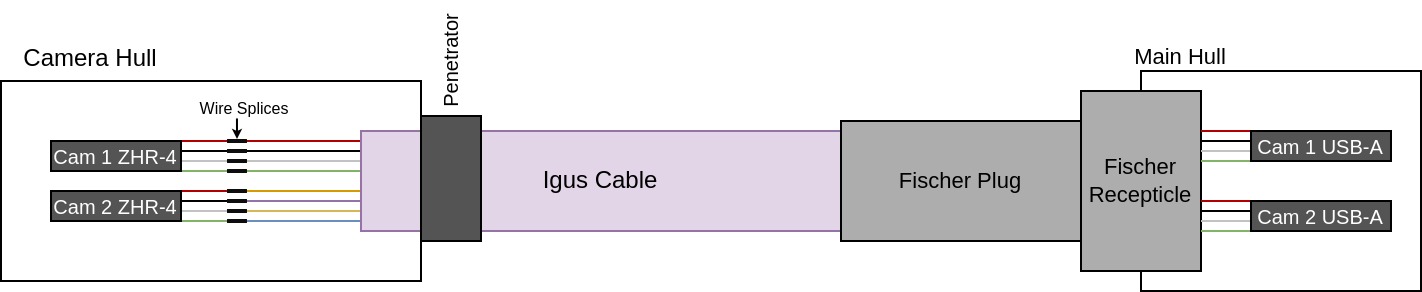 Camera Hull
Penetrator
Main Hull
Wire Splices
Cam 1 ZHR-4
Cam 2 ZHR-4
Igus Cable
Fischer Plug
Fischer
Recepticle
Cam 1 USB-A
Cam 2 USB-A